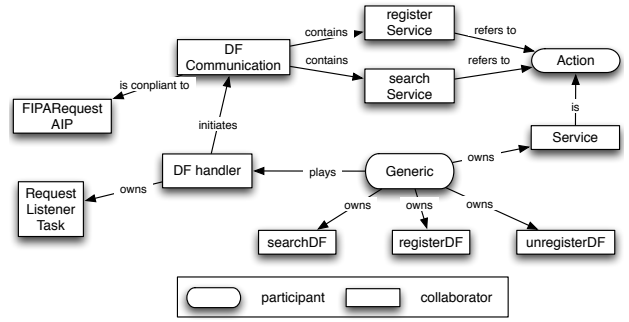 register
Service
contains
DF
Communication
refers to
Action
contains
search
Service
refers to
is conpliant to
FIPARequest
AIP
initiates
is
Service
owns
DF handler
plays
Generic
owns
Request
Listener
Task
owns
owns
owns
searchDF
registerDF
unregisterDF
participant
collaborator